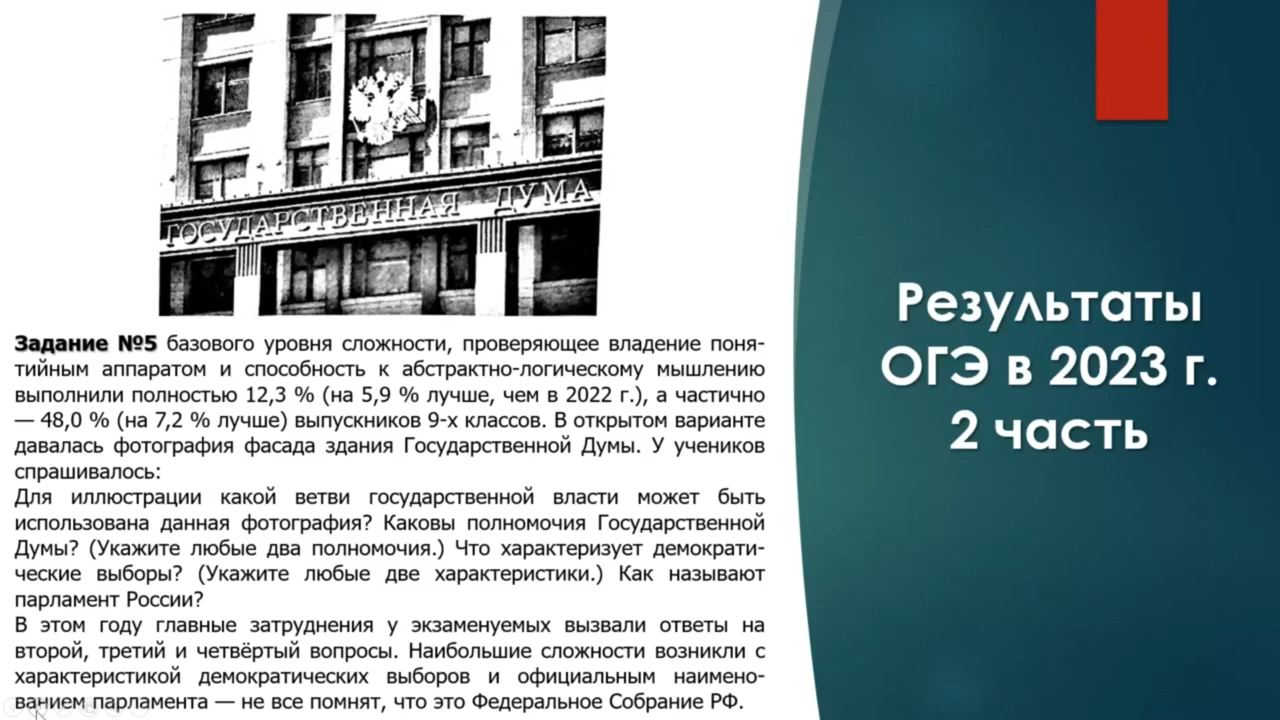 ГОСУДАРСТВЕННАЯ ДУМА
Задание №5 базового уровня сложности, проверяющее владение поня-
тийным аппаратом и способность к абстрактно-логическому мышлению
выполнили полностью 12,3 % (на 5,9 % лучше, чем в 2022 г.), а частично
— 48,0 % (на 7,2 % лучше) выпускников 9-х классов. В открытом варианте
давалась фотография фасада здания Государственной Думы. У учеников
спрашивалось:
Для иллюстрации какой ветви государственной власти может быть
использована данная фотография? Каковы полномочия Государственной
Думы? (Укажите любые два полномочия.) Что характеризует демократи-
ческие выборы? (Укажите любые две характеристики.) Как называют
парламент России?
В этом году главные затруднения у экзаменуемых вызвали ответы на
второй, третий и четвёртый вопросы. Наибольшие сложности возникли с
характеристикой демократических выборов и официальным наимено-
ванием парламента — не все помнят, что это Федеральное Собрание РФ.
Результаты
ОГЭ в 2023 г.
2 часть